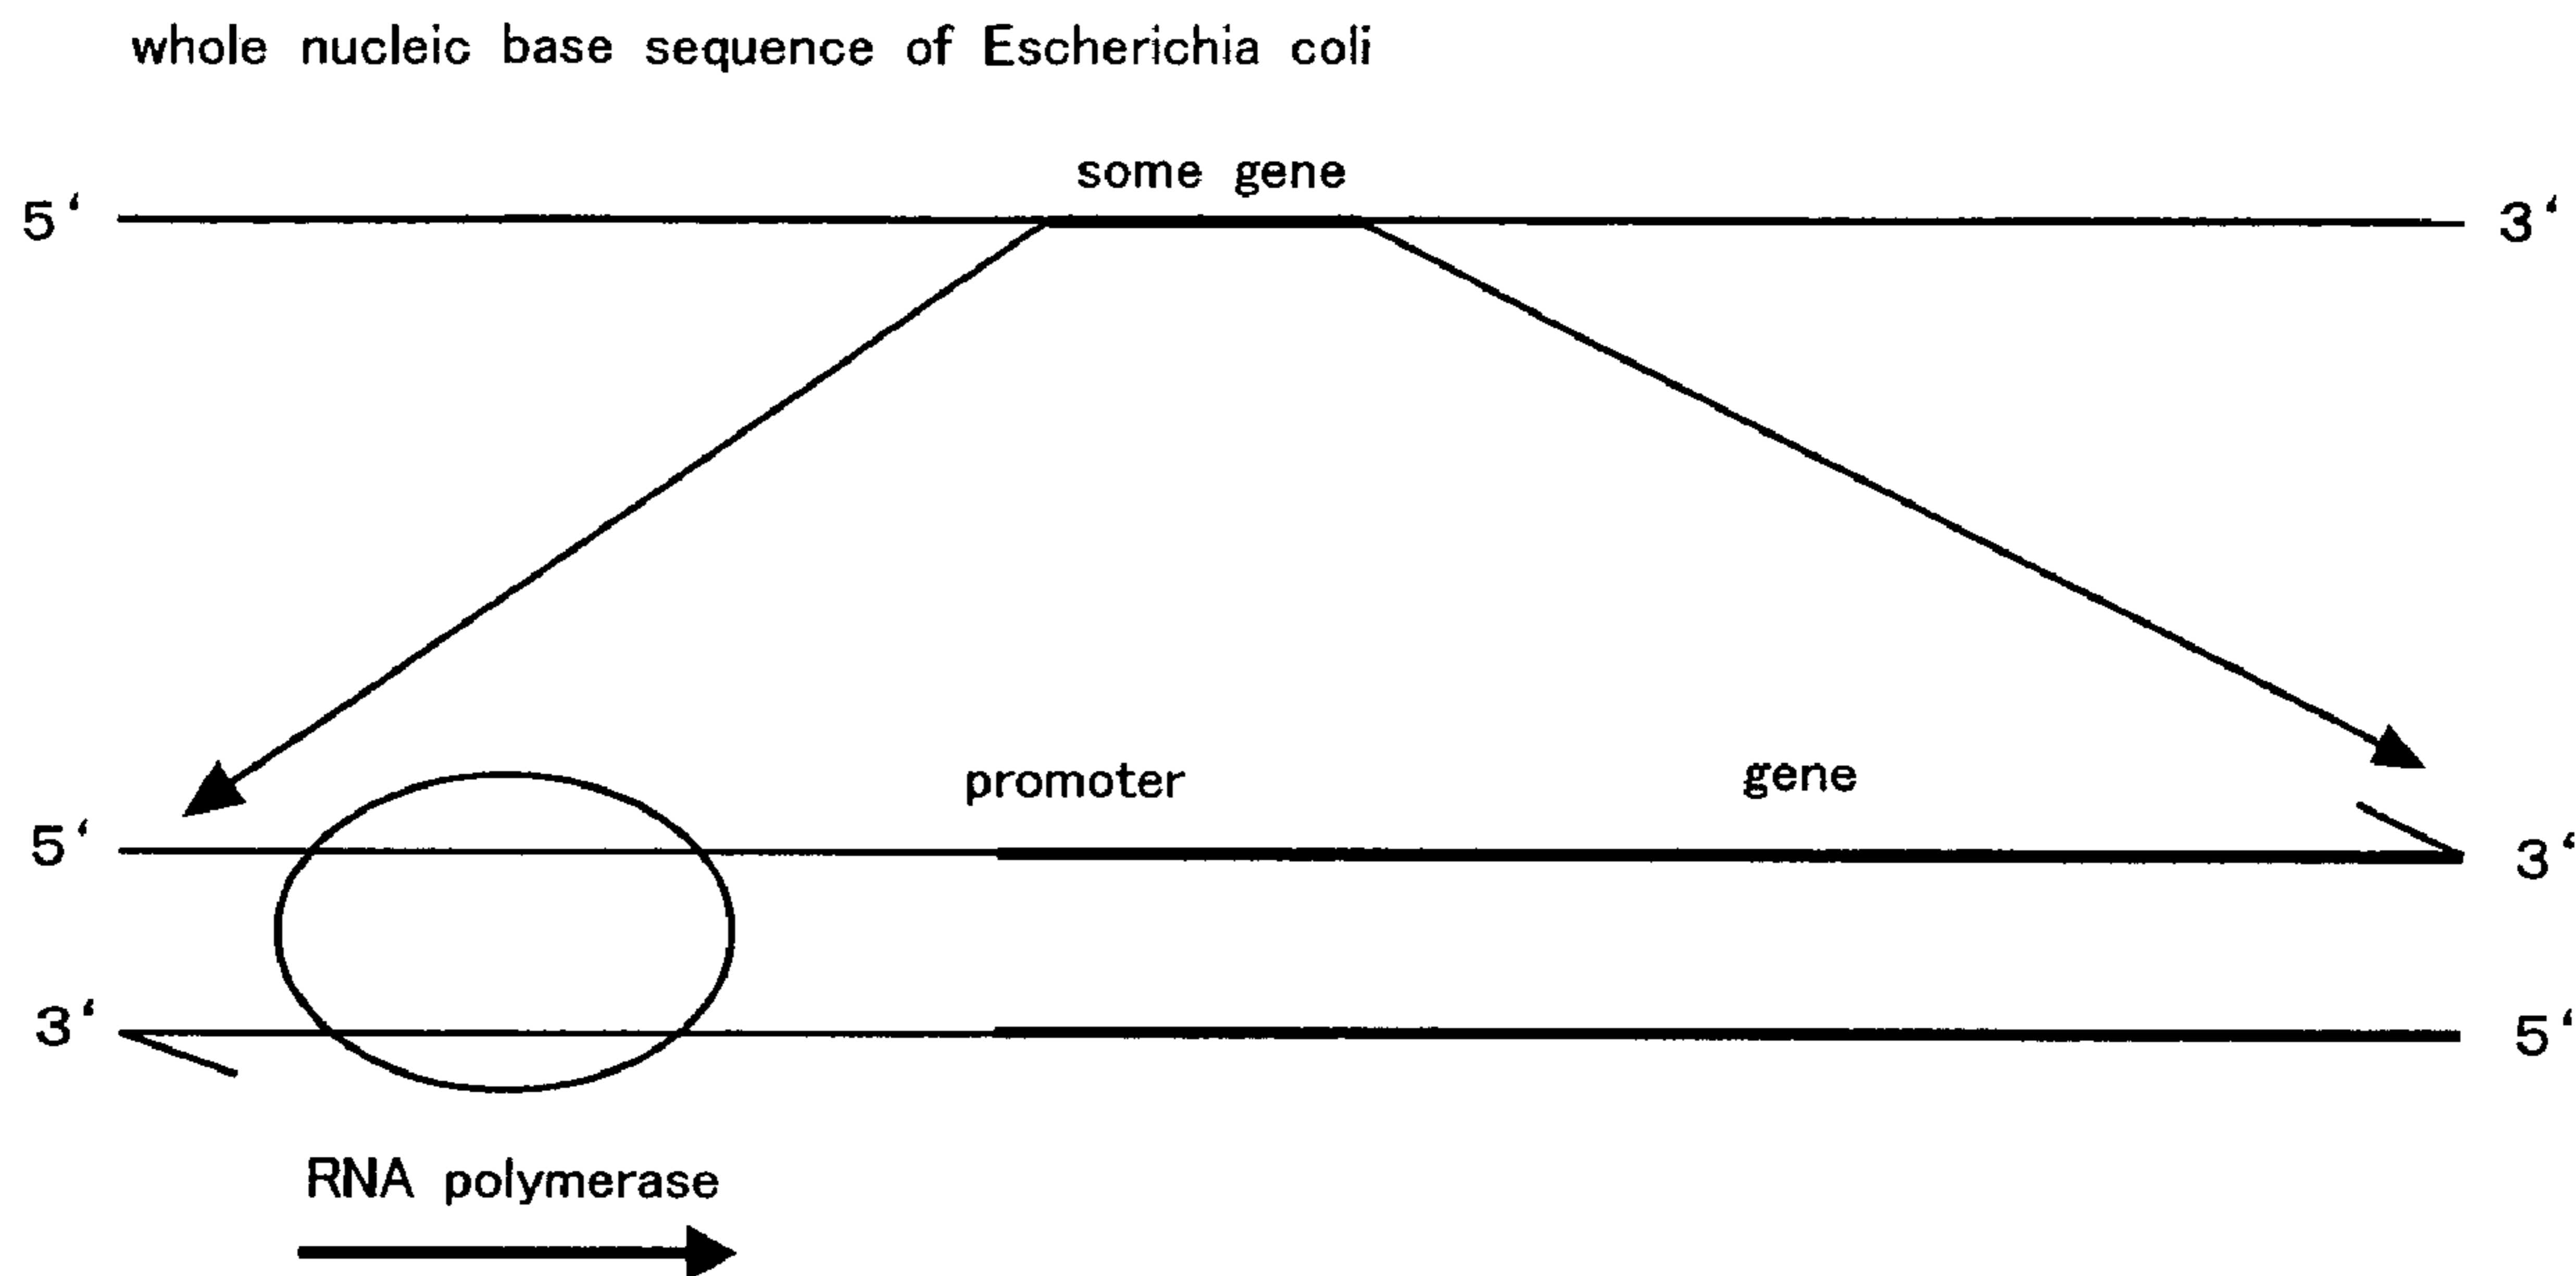 whole nucleic base sequence of Escherichia coli
some gene
5‘ 3‘
promoter gene
5‘ 3‘
3‘ 5‘
RNA polymerase